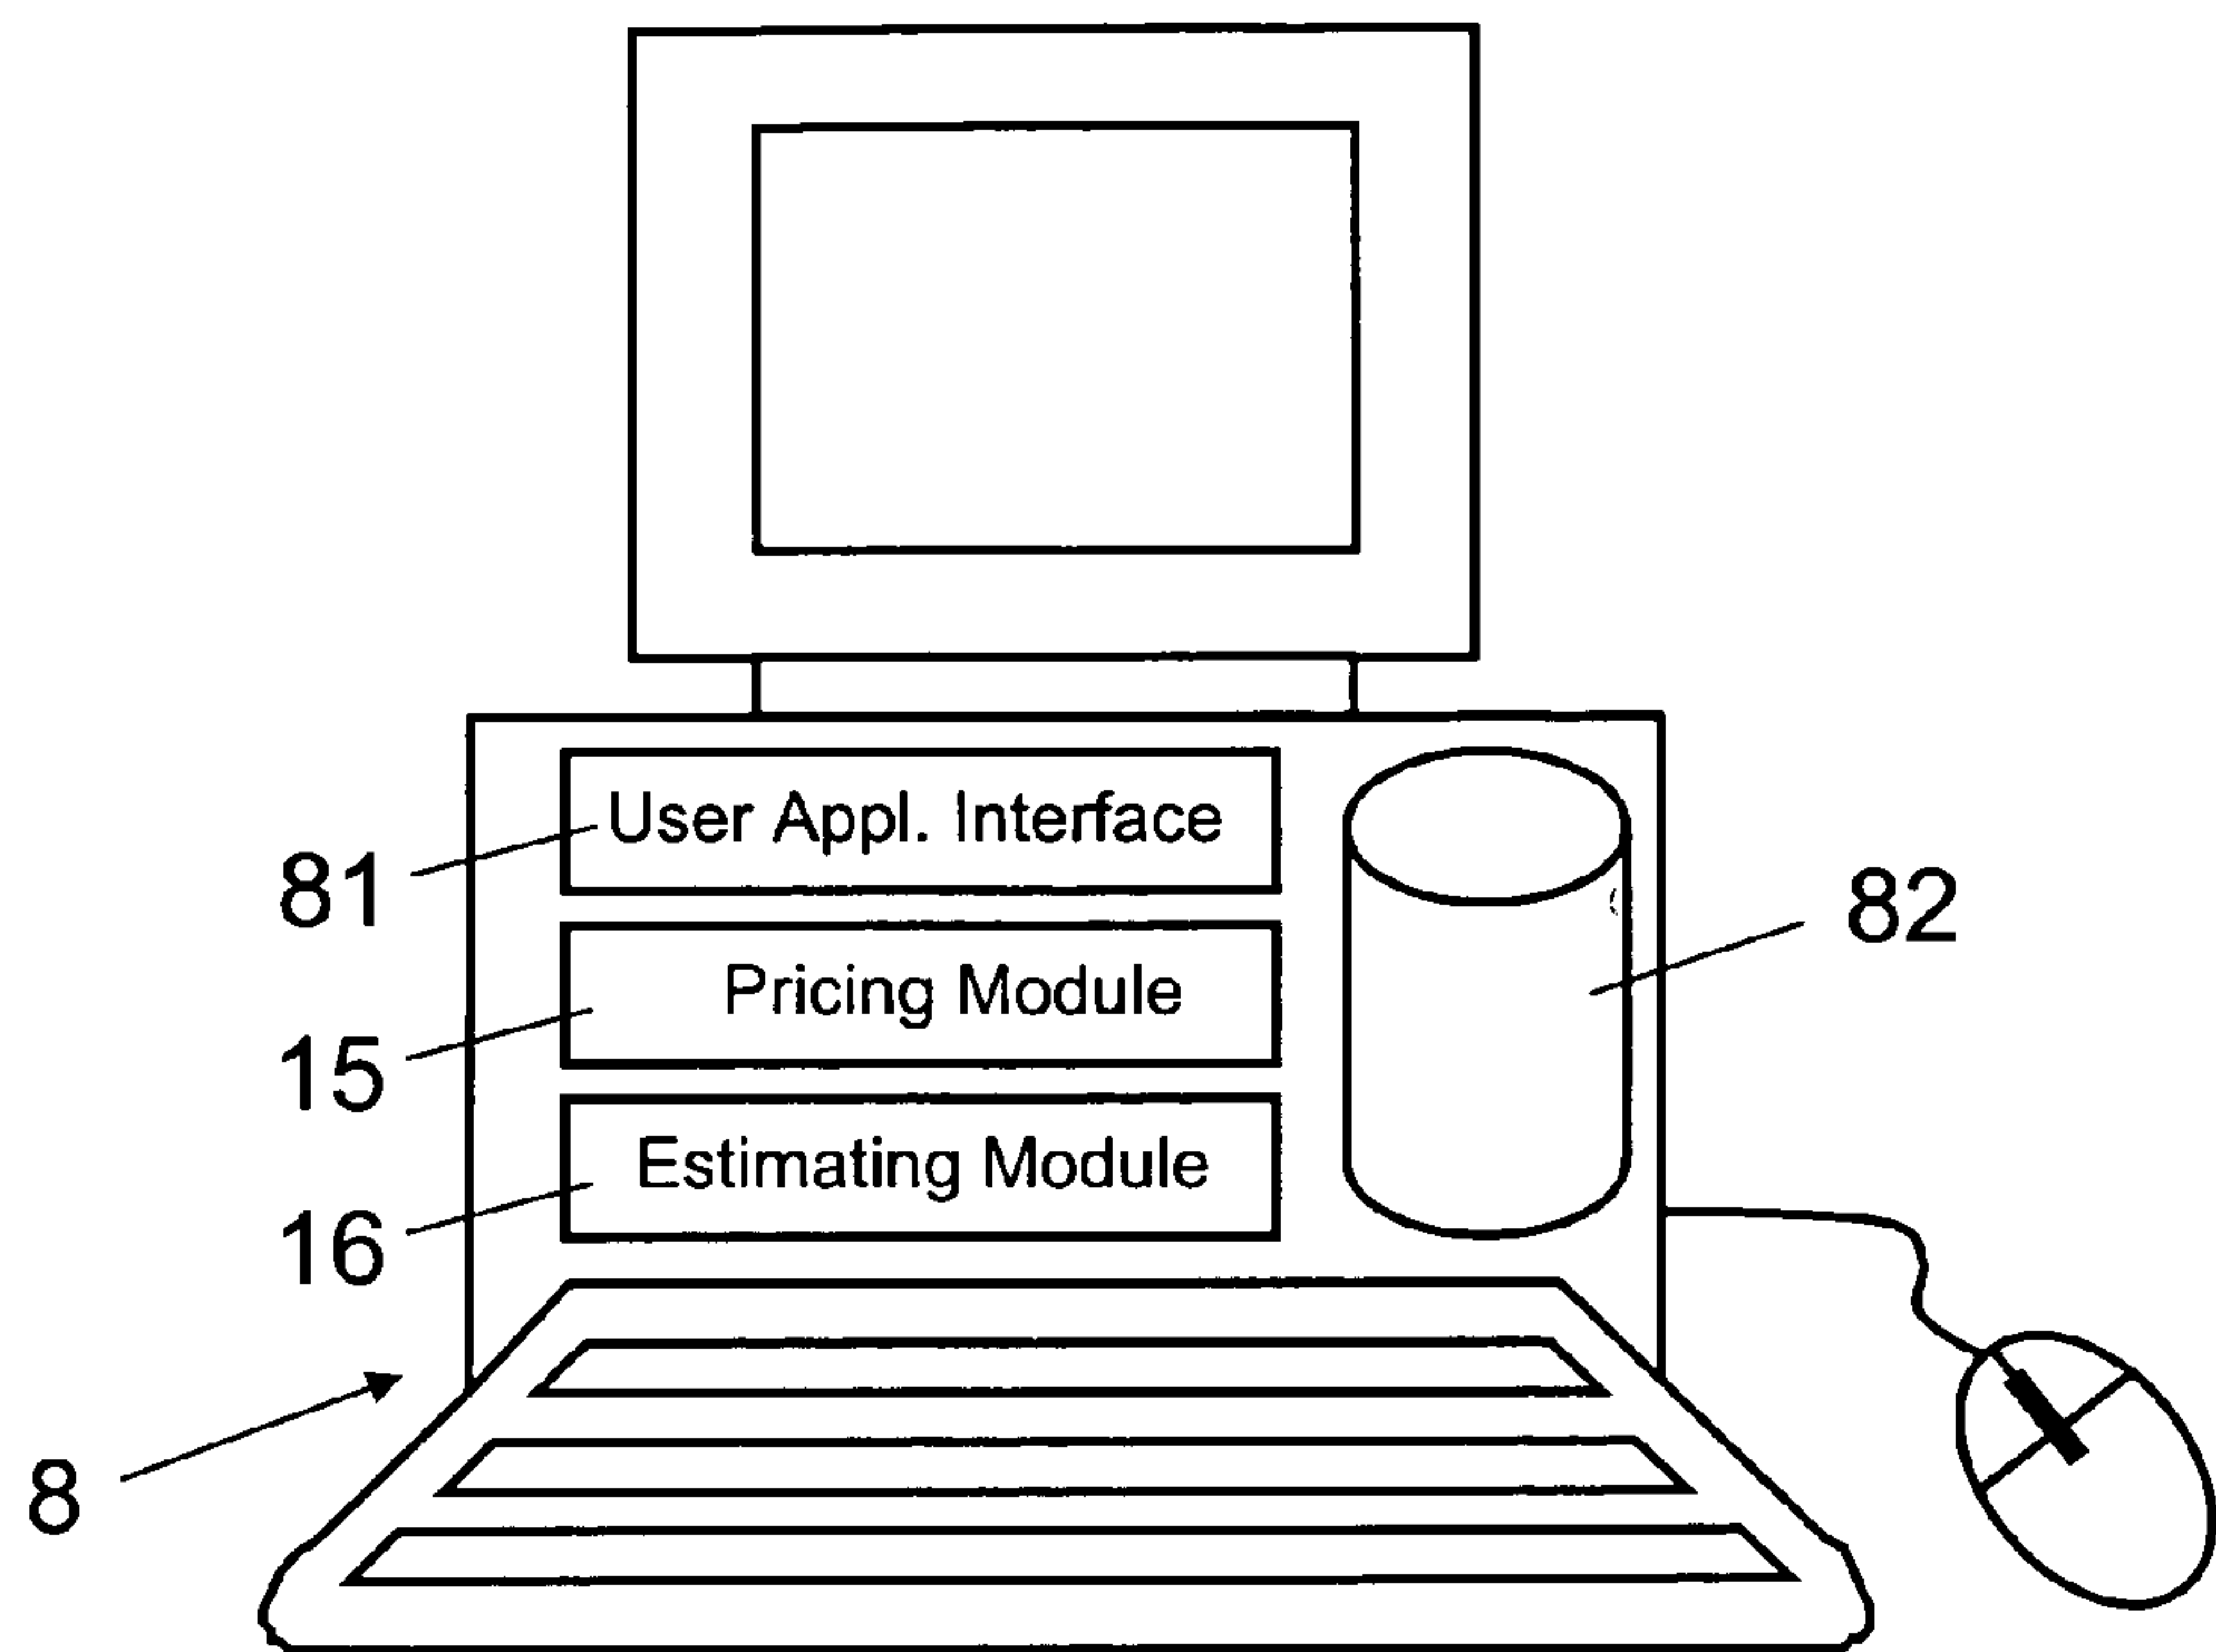 User Appl. Interface
81
82
Pricing Module
15
Estimating Module
16
8